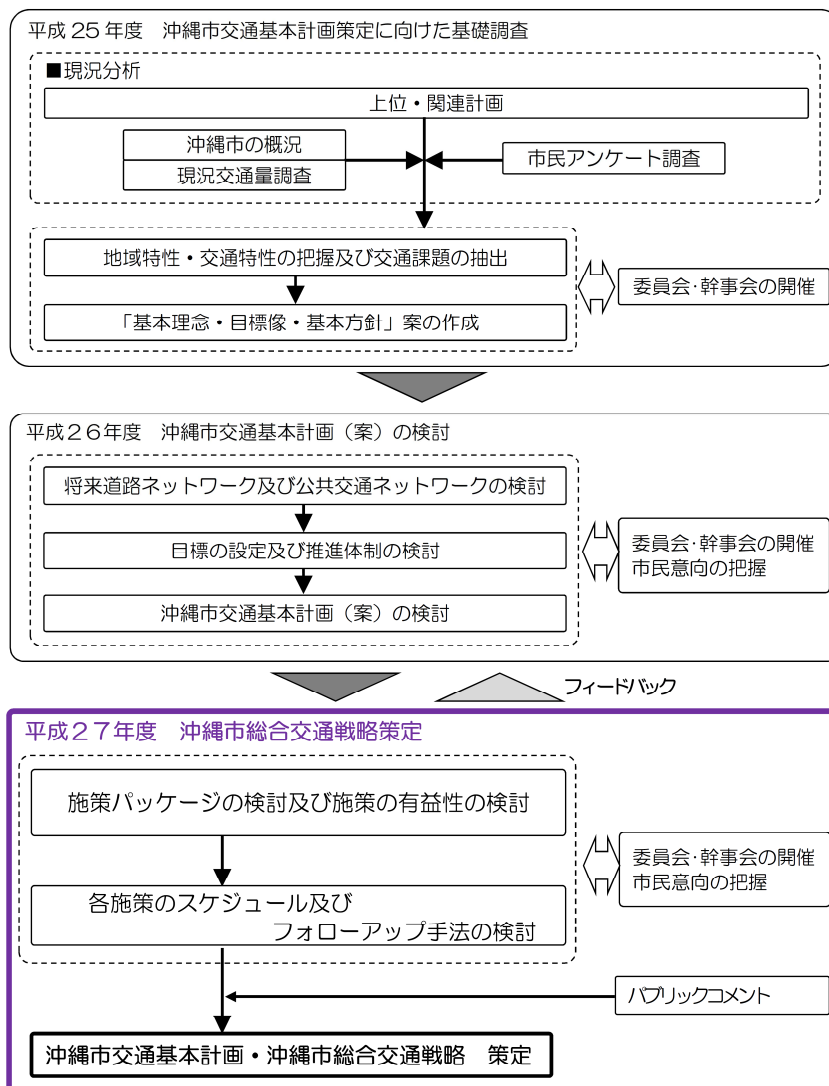 平成25年度　沖縄市交通基本計画策定に向けた基礎調査
■現況分析
上位・関連計画
沖縄市の概況
現況交通量調査
市民アンケート調査
地域特性・交通特性の把握及び交通課題の抽出
「基本理念・目標像・基本方針」案の作成
委員会・幹事会の開催
平成26年度　沖縄市交通基本計画（案）の検討
将来道路ネットワーク及び公共交通ネットワークの検討
目標の設定及び推進体制の検討
沖縄市交通基本計画（案）の検討
委員会・幹事会の開催
市民意向の把握
フィードバック
平成27年度　沖縄市総合交通戦略策定
施策パッケージの検討及び施策の有益性の検討
各施策のスケジュール及び
フォローアップ手法の検討
委員会・幹事会の開催
市民意向の把握
パブリックコメント
沖縄市交通基本計画・沖縄市総合交通戦略　策定